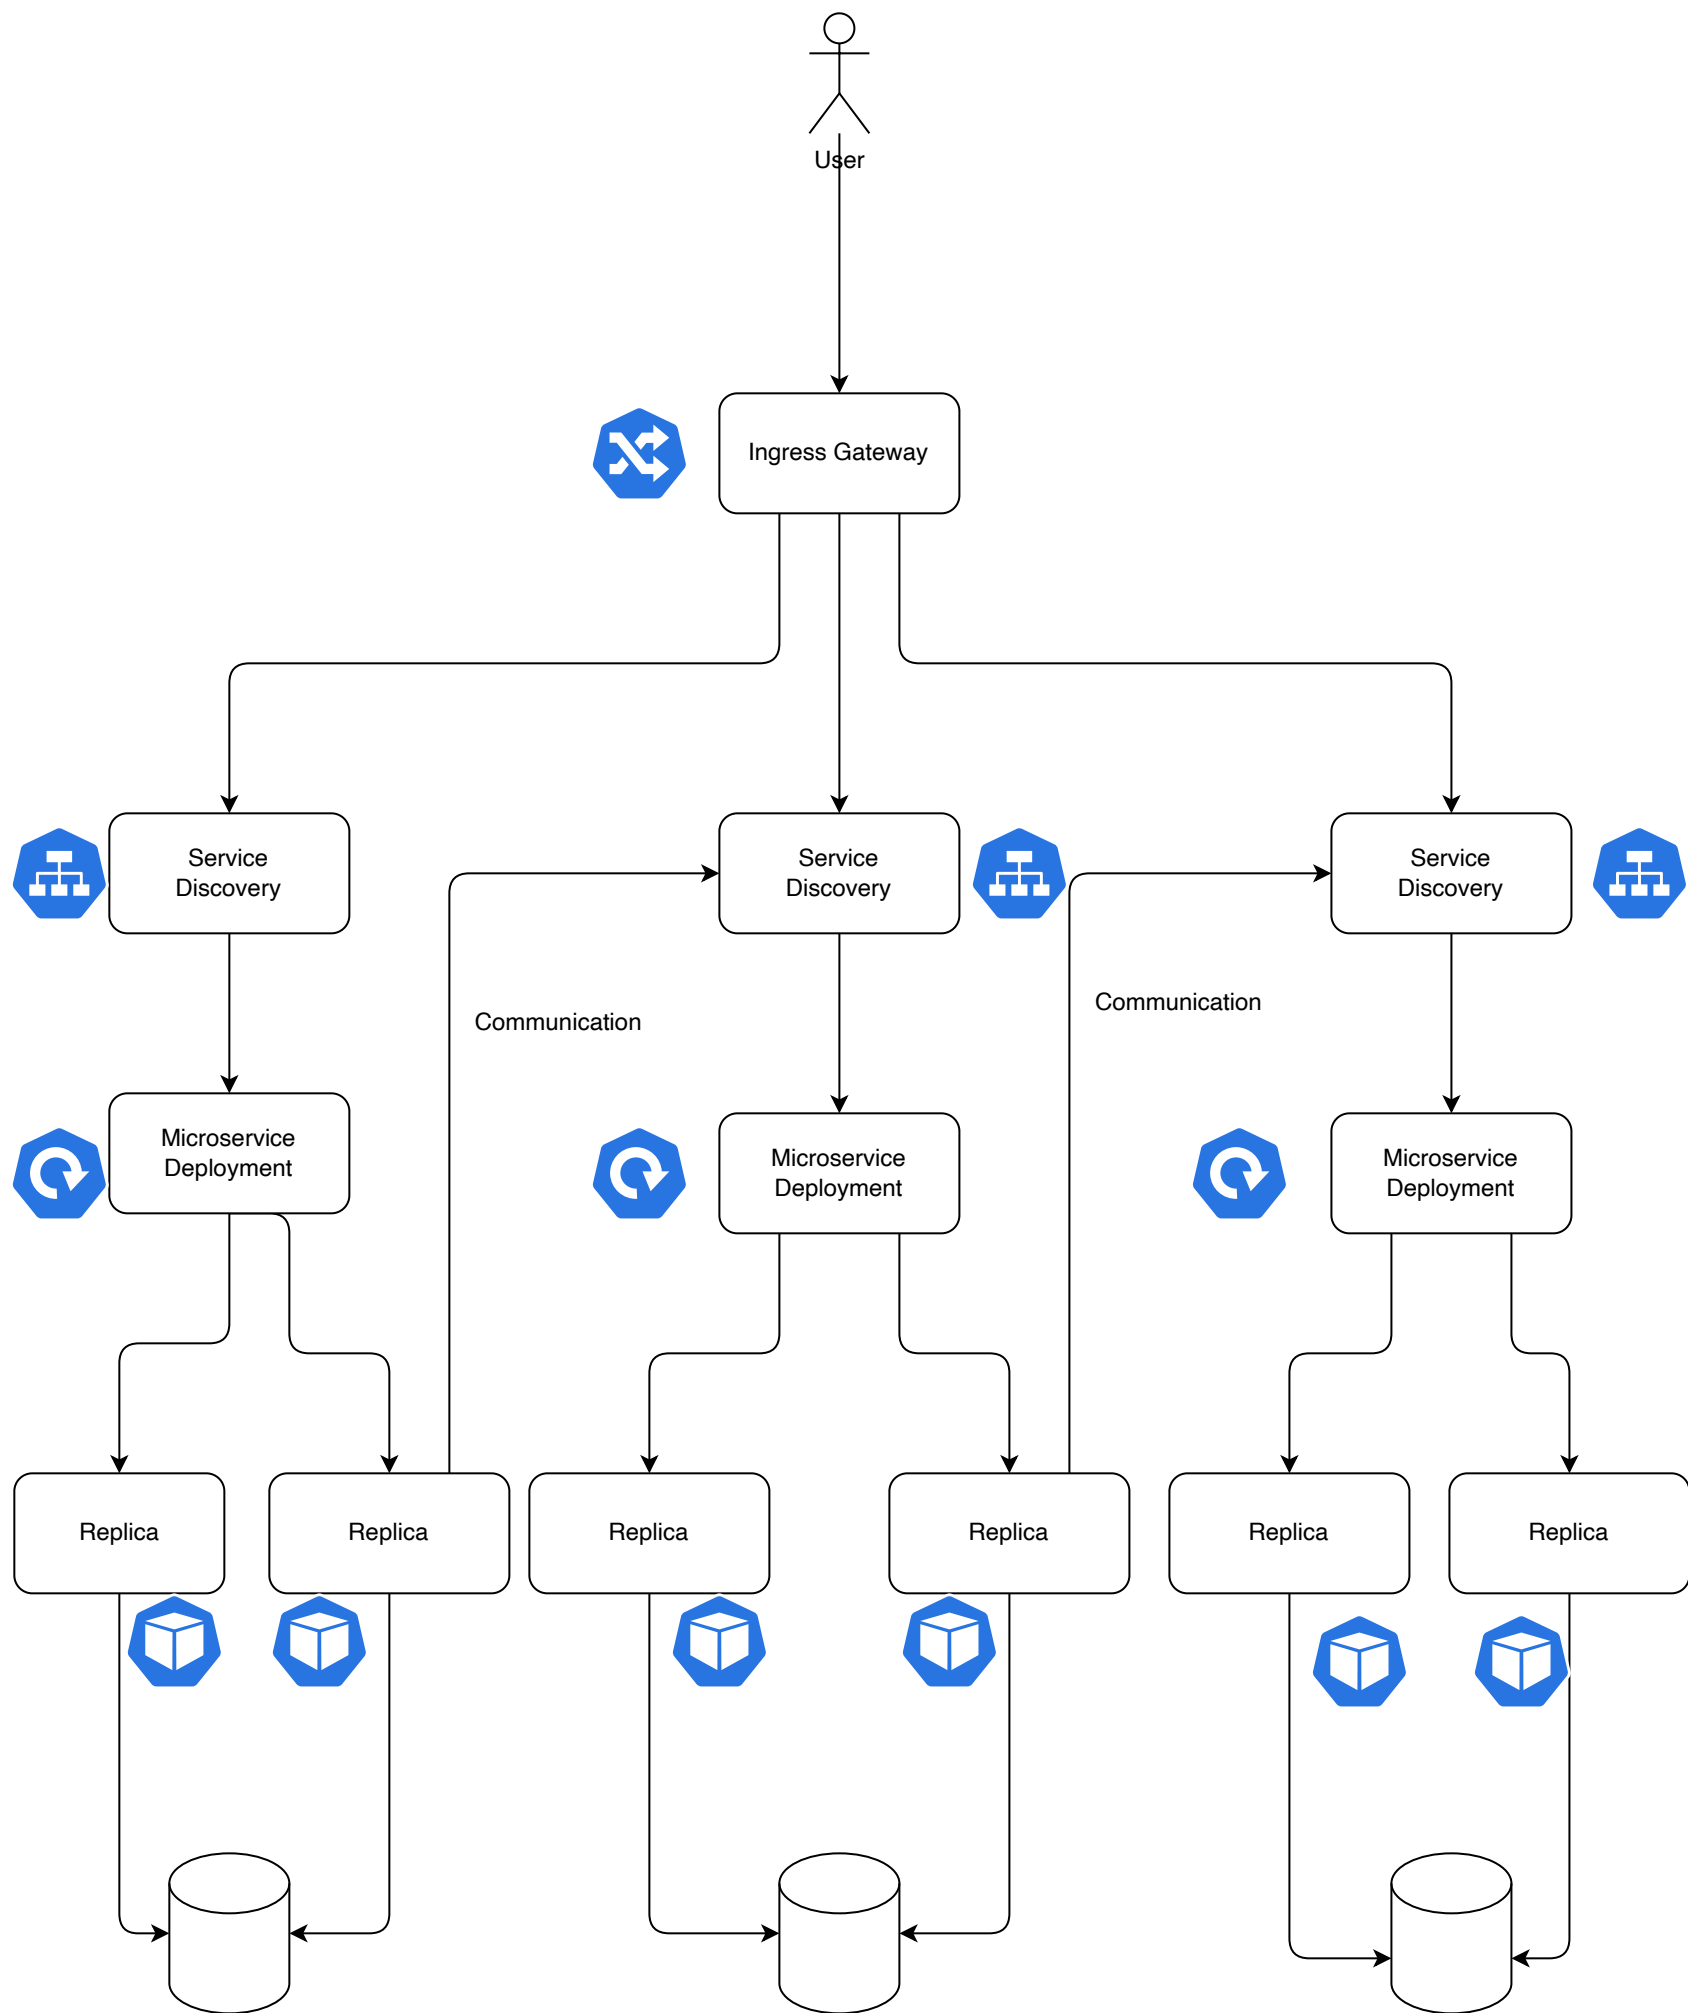 User
Ingress Gateway
Service
Discovery
Service
Discovery
Service
Discovery
Communication
Communication
Microservice
Deployment
Microservice
Deployment
Microservice
Deployment
Replica
Replica
Replica
Replica
Replica
Replica